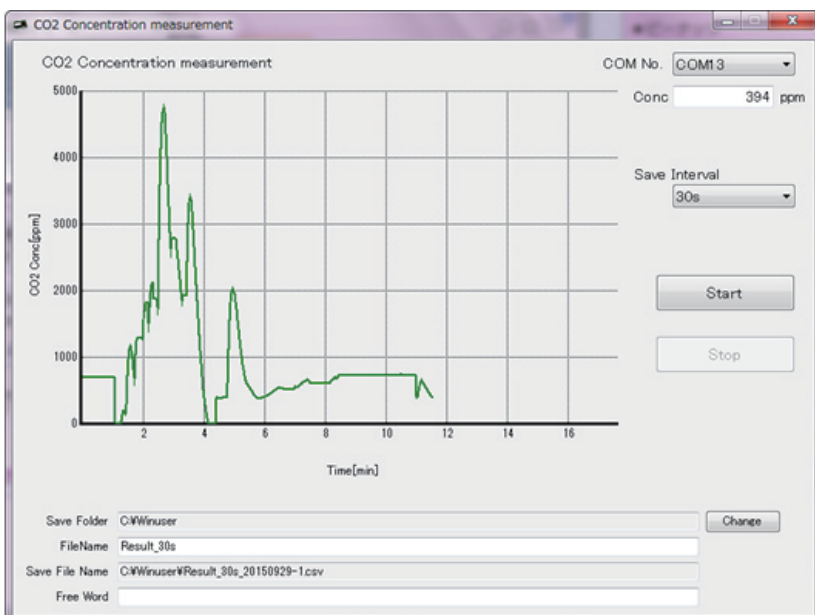 CO2 Concentration measurement
CO2 Concentration measurement
COM No. COM13
Conc 394 ppm
Save Interval
30s
Start
Stop
5000
4000
3000
2000
1000
0
CO2 Conc[ppm]
2 4 6 8 10 12 14 16
Time[min]
Save Folder C:¥Winuser Change
FileName Result_30s
Save File Name C:¥Winuser¥Result_30s_20150929-1.csv
Free Word